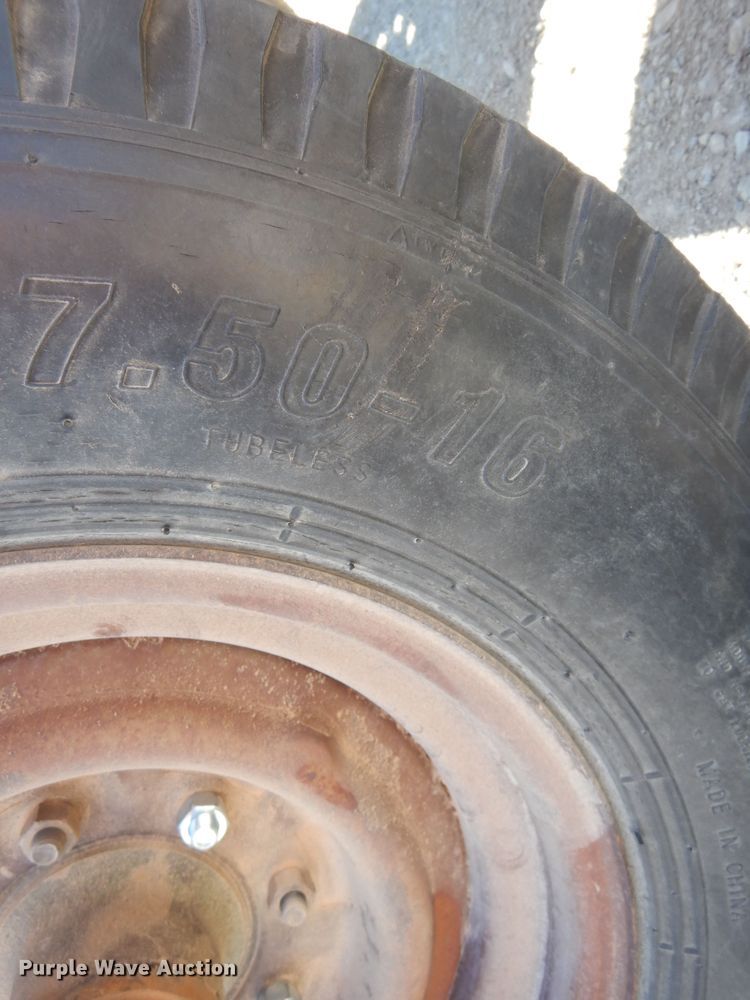 7.50-16
TUBELESS
MADE IN CHINA
Purple Wave Auction